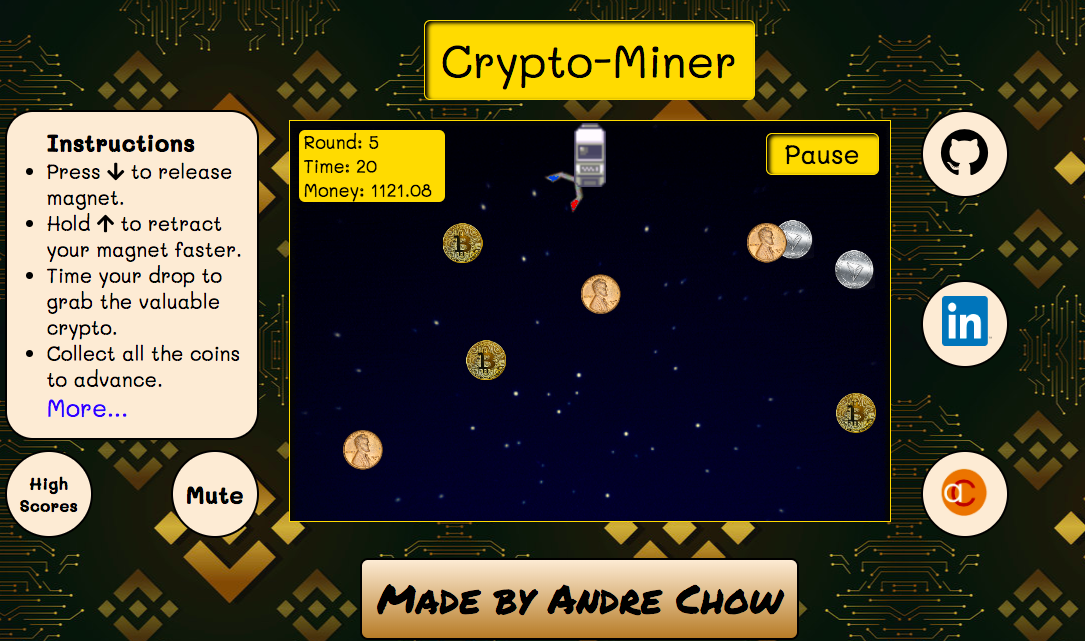 Crypto-Miner
Instructions
Press ↓ to release
magnet.
Hold ↑ to retract
your magnet faster.
Time your drop to
grab the valuable
crypto.
Collect all the coins
to advance.
More...
High
Scores
Mute
Round: 5
Time: 20
Money: 1121.08
Pause
in
aC
Made by Andre Chow